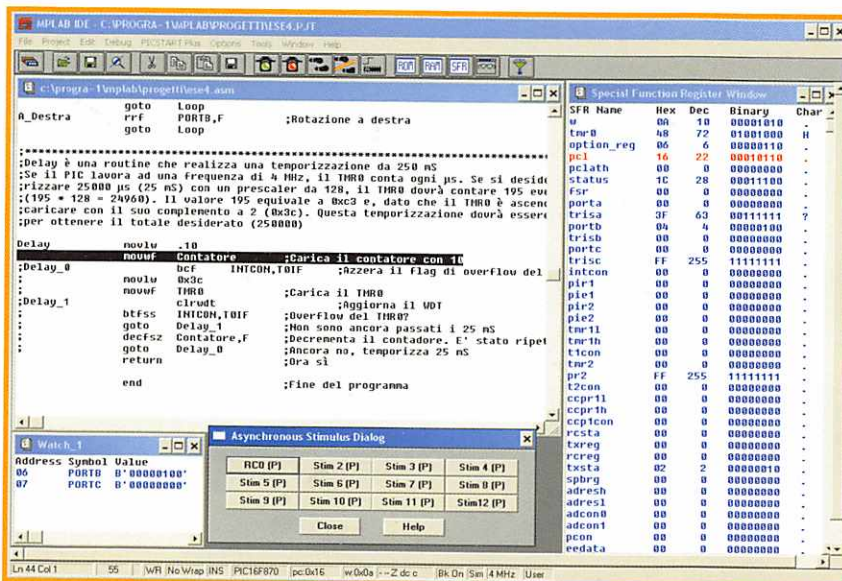 MPLAB IDE - C:\PROGRA~1\MPLAB\PROGETTI\ESE4.PJT
File Project Edit Debug PICSTART Plus Options Tools Window Help
ROM RAM SFR
c:\progra~1\mplab\progetti\ese4.asm
goto Loop
A_Destra rrf PORTB,F ;Rotazione a destra
goto Loop
;Delay è una routine che realizza una temporizzazione da 250 mS
;Se il PIC lavora ad una frequenza di 4 MHz, il TMR0 conta ogni µs. Se si deside
;rizzare 25000 µs (25 mS) con un prescaler da 128, il TMR0 dovrà contare 195 eve
;(195 * 128 = 24960). Il valore 195 equivale a 0xc3 e, dato che il TMR0 è ascend
;caricare con il suo complemento a 2 (0x3c). Questa temporizzazione dovrà essere
;per ottenere il totale desiderato (250000)
Delay movlw .10
movwf Contatore ;Carica il contatore con 10
;Delay_0 bcf INTCON,T0IF ;Azzera il flag di overflow del
; movlw 0x3c
; movwf TMR0 ;Carica il TMR0
;Delay_1 clrwdt ;Aggiorna il WDT
; btfss INTCON,T0IF ;Overflow del TMR0?
; goto Delay_1 ;Non sono ancora passati i 25 mS
; decfsz Contatore,F ;Decrementa il contadore. E' stato ripet
; goto Delay_0 ;Ancora no, temporizza 25 mS
return ;Ora sì
end ;Fine del programma
Special Function Register Window
SFR Name Hex Dec Binary Char
w 0A 10 00001010 .
tmr0 48 72 01001000 H
option_reg 06 6 00000110 .
pcl 16 22 00010110 .
pclath 00 0 00000000 .
status 1C 28 00011100 .
fsr 00 0 00000000 .
porta 00 0 00000000 .
trisa 3F 63 00111111 ?
portb 04 4 00000100 .
trisb 00 0 00000000 .
portc 00 0 00000000 .
trisc FF 255 11111111 .
intcon 00 0 00000000 .
pir1 00 0 00000000 .
pie1 00 0 00000000 .
pir2 00 0 00000000 .
pie2 00 0 00000000 .
tmr1l 00 0 00000000 .
tmr1h 00 0 00000000 .
t1con 00 0 00000000 .
tmr2 00 0 00000000 .
pr2 FF 255 11111111 .
t2con 00 0 00000000 .
ccpr1l 00 0 00000000 .
ccpr1h 00 0 00000000 .
ccp1con 00 0 00000000 .
rcsta 00 0 00000000 .
txreg 00 0 00000000 .
rcreg 00 0 00000000 .
txsta 02 2 00000010 .
spbrg 00 0 00000000 .
adresh 00 0 00000000 .
adresl 00 0 00000000 .
adcon0 00 0 00000000 .
adcon1 00 0 00000000 .
pcon 00 0 00000000 .
eedata 00 0 00000000 .
Watch_1
Address Symbol Value
06 PORTB B'00000100'
07 PORTC B'00000000'
Asynchronous Stimulus Dialog
RC0 (P) Stim 2 (P) Stim 3 (P) Stim 4 (P)
Stim 5 (P) Stim 6 (P) Stim 7 (P) Stim 8 (P)
Stim 9 (P) Stim 10 (P) Stim 11 (P) Stim12 (P)
Close Help
Ln 44 Col 1 55 WR No Wrap INS PIC16F870 pc:0x16 w:0x0a --Z dc c Bk On Sim 4 MHz User